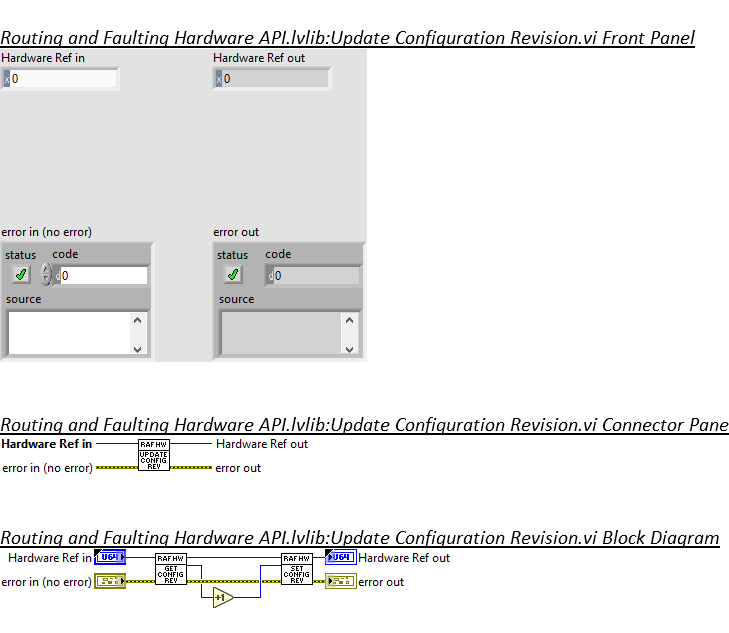 Routing and Faulting Hardware API.lvlib:Update Configuration Revision.vi Front Panel
Hardware Ref in Hardware Ref out
x 0 x 0
error in (no error) error out
status code status code
d 0 d 0
source source
Routing and Faulting Hardware API.lvlib:Update Configuration Revision.vi Connector Pane
Hardware Ref in RAF HW Hardware Ref out
UPDATE
CONFIG
error in (no error) REV error out
Routing and Faulting Hardware API.lvlib:Update Configuration Revision.vi Block Diagram
Hardware Ref in U64 RAF HW RAF HW U64 Hardware Ref out
GET SET
CONFIG CONFIG
error in (no error) REV REV error out
+1